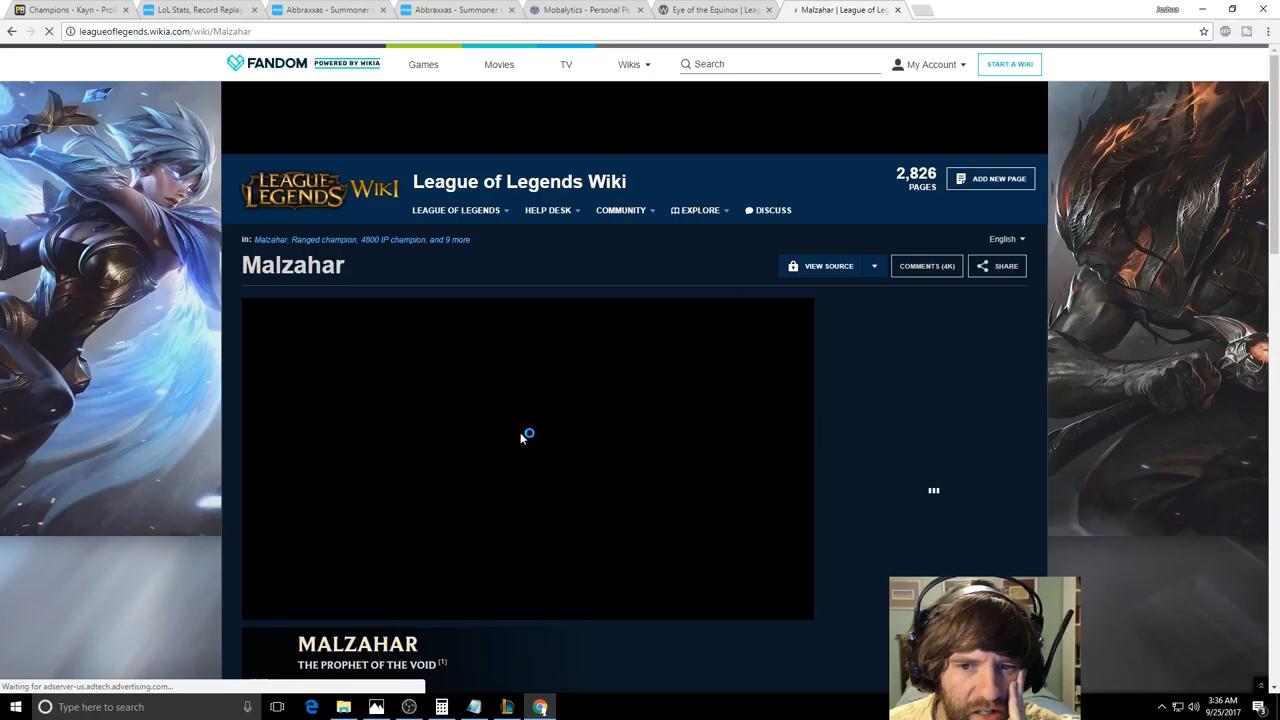 Champions - Kayn - Prof
LoL Stats, Record Replay
Abbraxxas - Summoner
Abbraxxas - Summoner
Mobalytics - Personal Pe
Eye of the Equinox | Leag
Malzahar | League of Leg
Joshua
leagueoflegends.wikia.com/wiki/Malzahar
FANDOM POWERED BY WIKIA
Games
Movies
TV
Wikis
Search
My Account
START A WIKI
LEAGUE OF LEGENDS WIKI
League of Legends Wiki
2,826
PAGES
ADD NEW PAGE
LEAGUE OF LEGENDS
HELP DESK
COMMUNITY
EXPLORE
DISCUSS
in: Malzahar, Ranged champion, 4800 IP champion, and 9 more
English
Malzahar
VIEW SOURCE
COMMENTS (4K)
SHARE
MALZAHAR
THE PROPHET OF THE VOID [1]
Waiting for adserver-us.adtech.advertising.com...
Type here to search
3:36 AM
9/25/2017
3